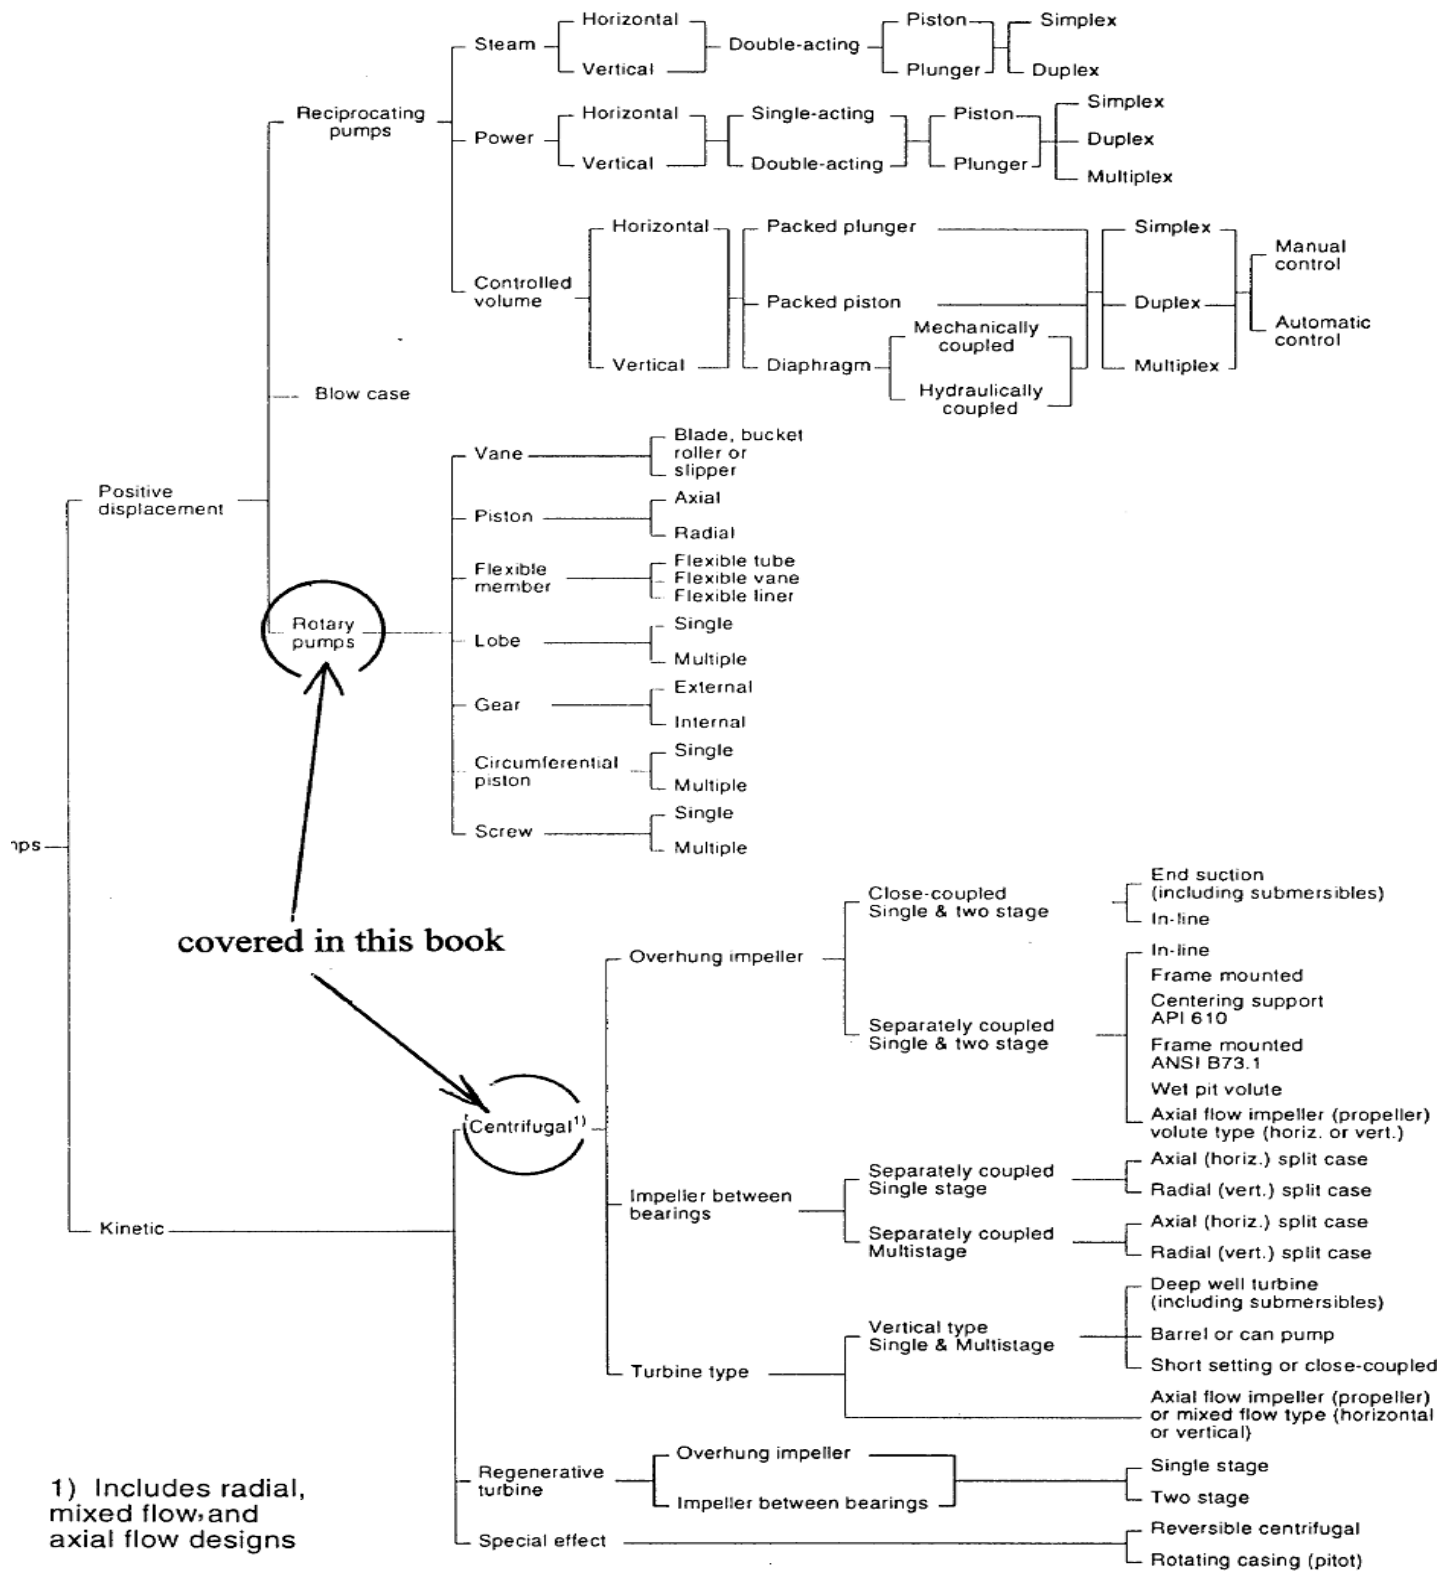 Horizontal
Piston
Simplex
Steam
Double-acting
Vertical
Plunger
Duplex
Reciprocating
pumps
Horizontal
Single-acting
Piston
Simplex
Power
Duplex
Vertical
Double-acting
Plunger
Multiplex
Horizontal
Packed plunger
Simplex
Manual
control
Controlled
volume
Packed piston
Duplex
Automatic
control
Mechanically
coupled
Vertical
Diaphragm
Multiplex
Hydraulically
coupled
Blow case
Vane
Blade, bucket
roller or
slipper
Positive
displacement
Piston
Axial
Radial
Flexible
member
Flexible tube
Flexible vane
Flexible liner
Rotary
pumps
Lobe
Single
Multiple
Gear
External
Internal
Circumferential
piston
Single
Multiple
Screw
Single
Multiple
covered in this book
Close-coupled
Single & two stage
End suction
(including submersibles)
In-line
Overhung impeller
In-line
Frame mounted
Centering support
API 610
Separately coupled
Single & two stage
Frame mounted
ANSI B73.1
Wet pit volute
Axial flow impeller (propeller)
volute type (horiz. or vert.)
Centrifugal1)
Impeller between
bearings
Separately coupled
Single stage
Axial (horiz.) split case
Radial (vert.) split case
Kinetic
Separately coupled
Multistage
Axial (horiz.) split case
Radial (vert.) split case
Deep well turbine
(including submersibles)
Vertical type
Single & Multistage
Barrel or can pump
Short setting or close-coupled
Turbine type
Axial flow impeller (propeller)
or mixed flow type (horizontal
or vertical)
Regenerative
turbine
Overhung impeller
Impeller between bearings
Single stage
Two stage
Special effect
Reversible centrifugal
Rotating casing (pitot)
1) Includes radial,
mixed flow, and
axial flow designs